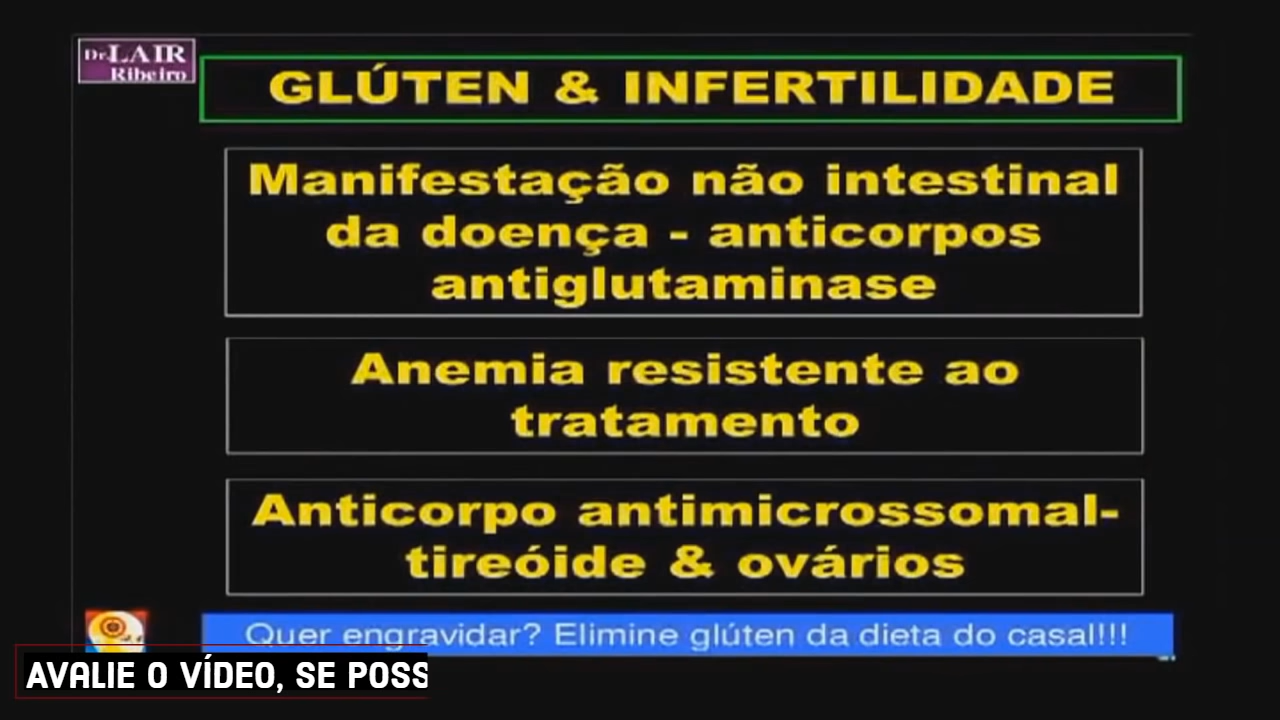 Dr. LAIR
Ribeiro
GLÚTEN & INFERTILIDADE
Manifestação não intestinal
da doença - anticorpos
antiglutaminase
Anemia resistente ao
tratamento
Anticorpo antimicrossomal-
tireóide & ovários
Quer engravidar? Elimine glúten da dieta do casal!!!
AVALIE O VÍDEO, SE POSS